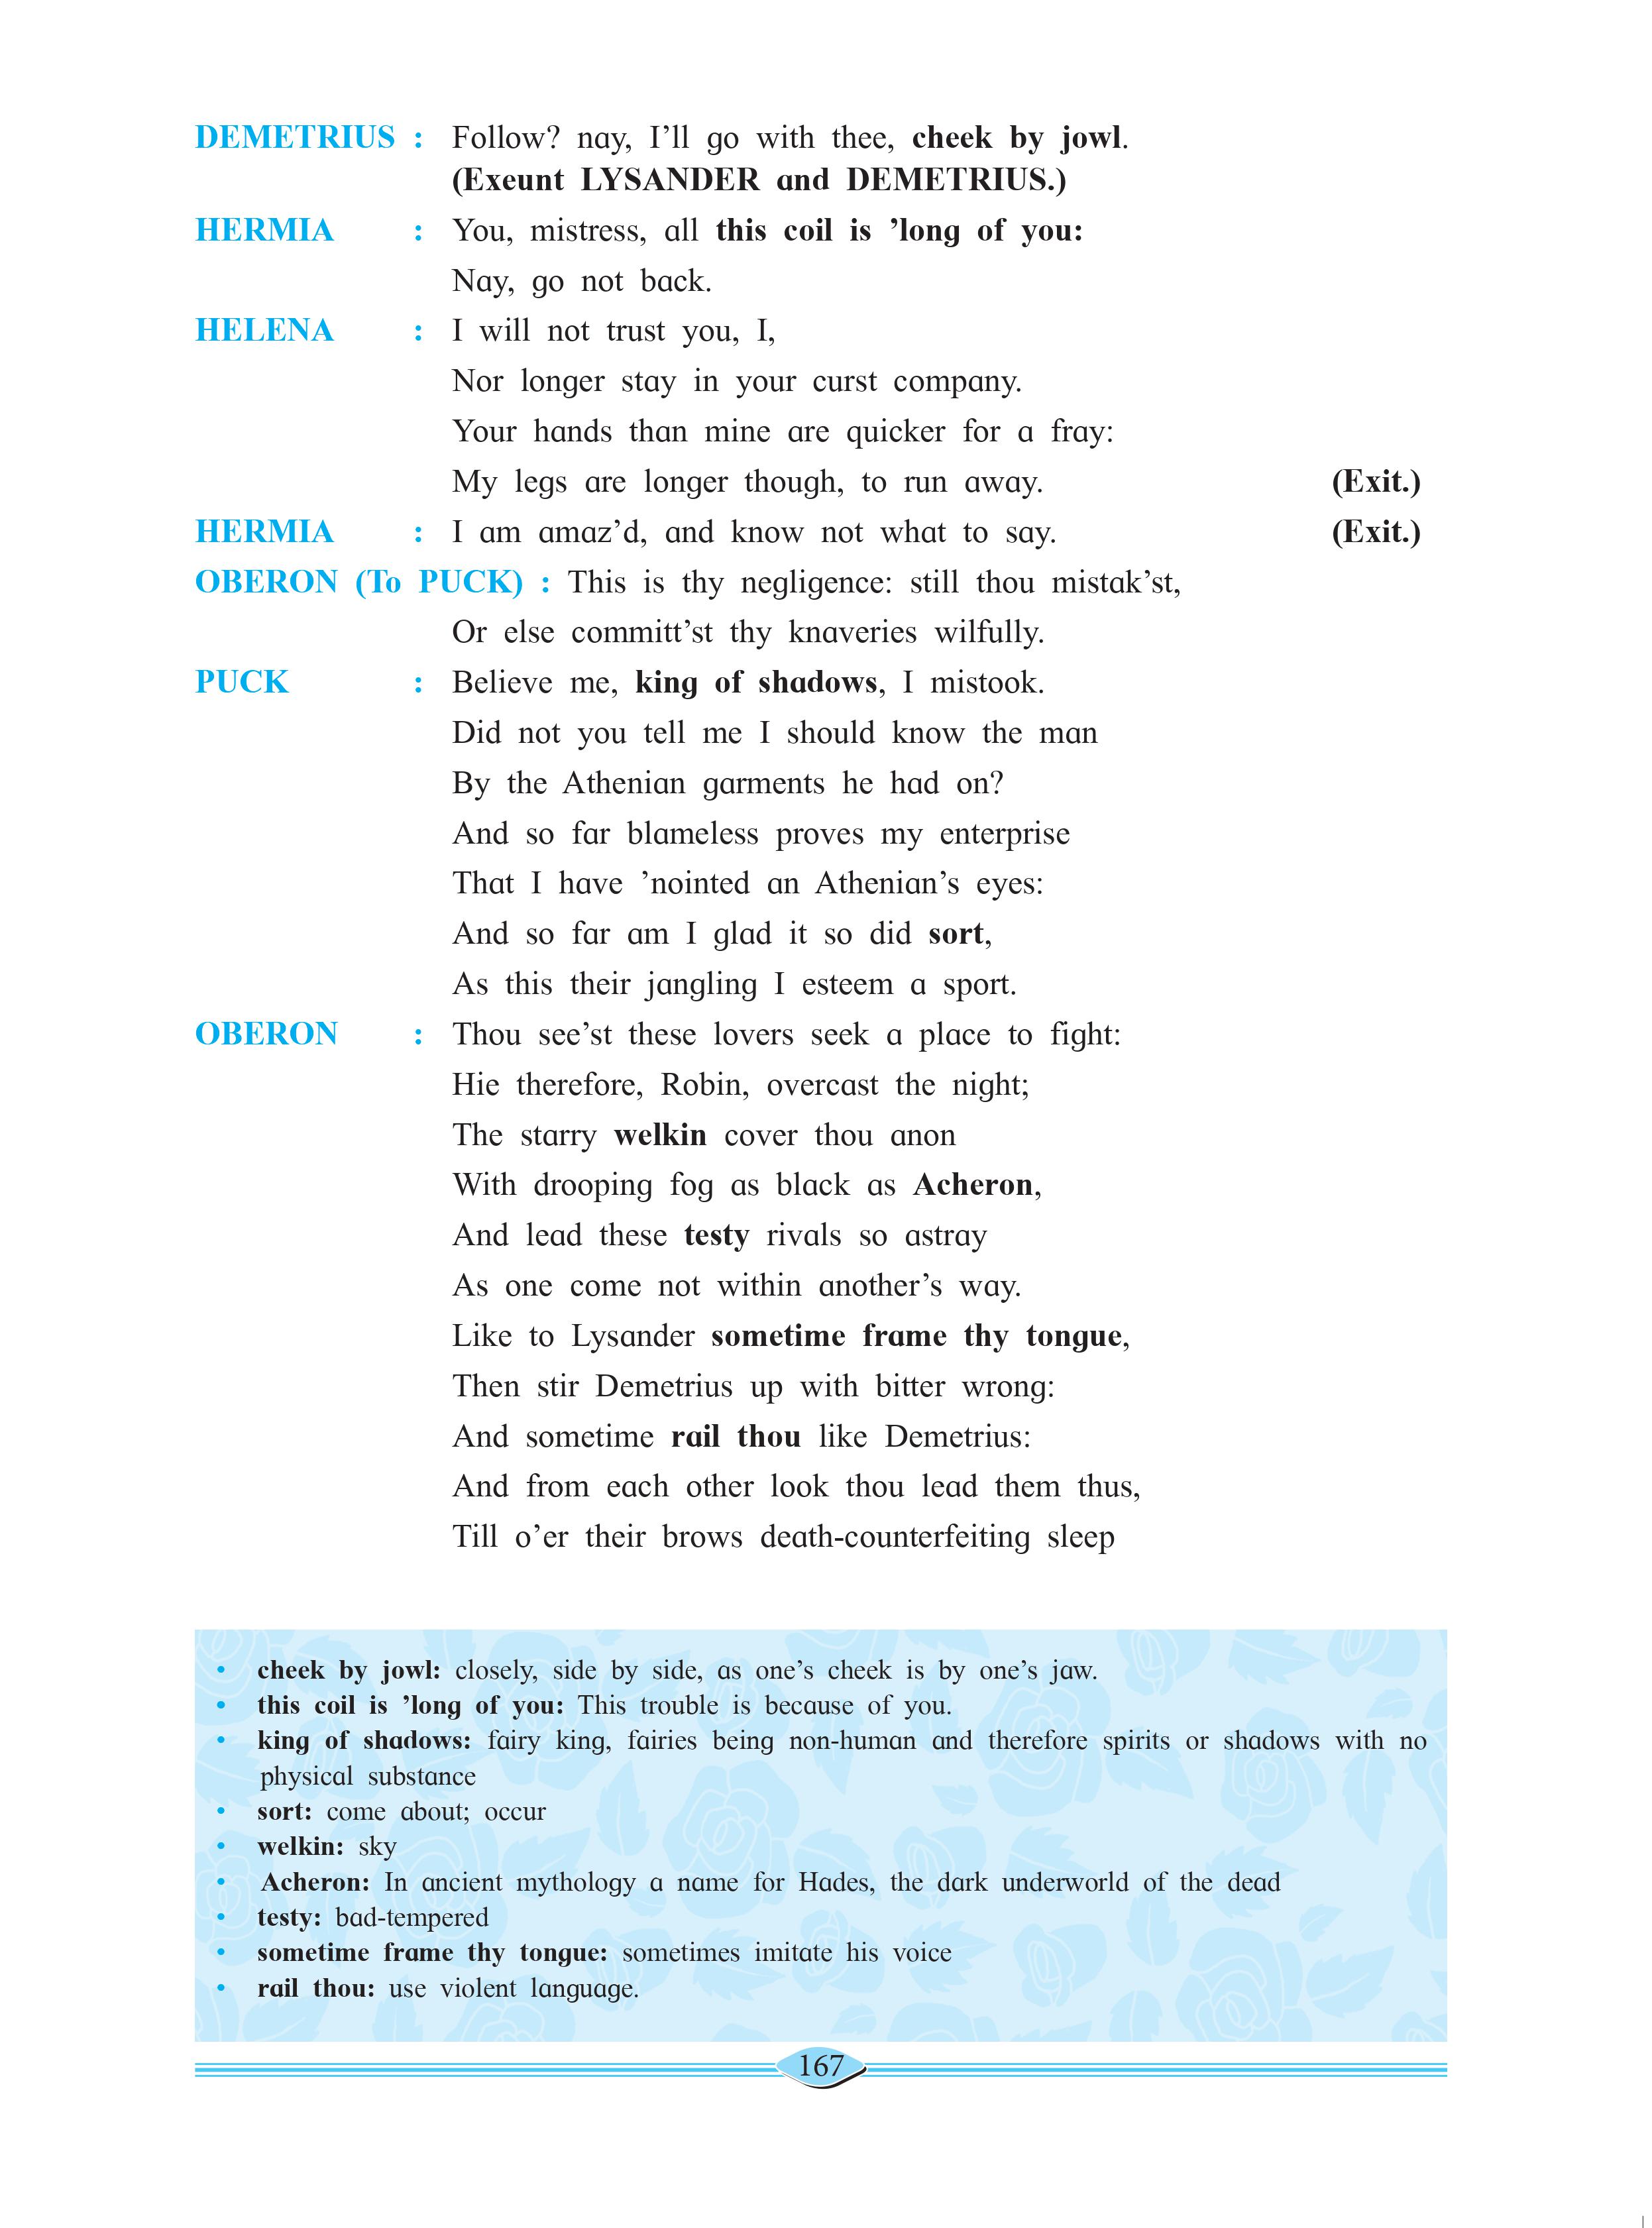 DEMETRIUS : Follow? nay, I’ll go with thee, cheek by jowl.
(Exeunt LYSANDER and DEMETRIUS.)
HERMIA : You, mistress, all this coil is ’long of you:
Nay, go not back.
HELENA : I will not trust you, I,
Nor longer stay in your curst company.
Your hands than mine are quicker for a fray:
My legs are longer though, to run away. (Exit.)
HERMIA : I am amaz’d, and know not what to say. (Exit.)
OBERON (To PUCK) : This is thy negligence: still thou mistak’st,
Or else committ’st thy knaveries wilfully.
PUCK : Believe me, king of shadows, I mistook.
Did not you tell me I should know the man
By the Athenian garments he had on?
And so far blameless proves my enterprise
That I have ’nointed an Athenian’s eyes:
And so far am I glad it so did sort,
As this their jangling I esteem a sport.
OBERON : Thou see’st these lovers seek a place to fight:
Hie therefore, Robin, overcast the night;
The starry welkin cover thou anon
With drooping fog as black as Acheron,
And lead these testy rivals so astray
As one come not within another’s way.
Like to Lysander sometime frame thy tongue,
Then stir Demetrius up with bitter wrong:
And sometime rail thou like Demetrius:
And from each other look thou lead them thus,
Till o’er their brows death-counterfeiting sleep
• cheek by jowl: closely, side by side, as one’s cheek is by one’s jaw.
• this coil is ’long of you: This trouble is because of you.
• king of shadows: fairy king, fairies being non-human and therefore spirits or shadows with no
physical substance
• sort: come about; occur
• welkin: sky
• Acheron: In ancient mythology a name for Hades, the dark underworld of the dead
• testy: bad-tempered
• sometime frame thy tongue: sometimes imitate his voice
• rail thou: use violent language.
167